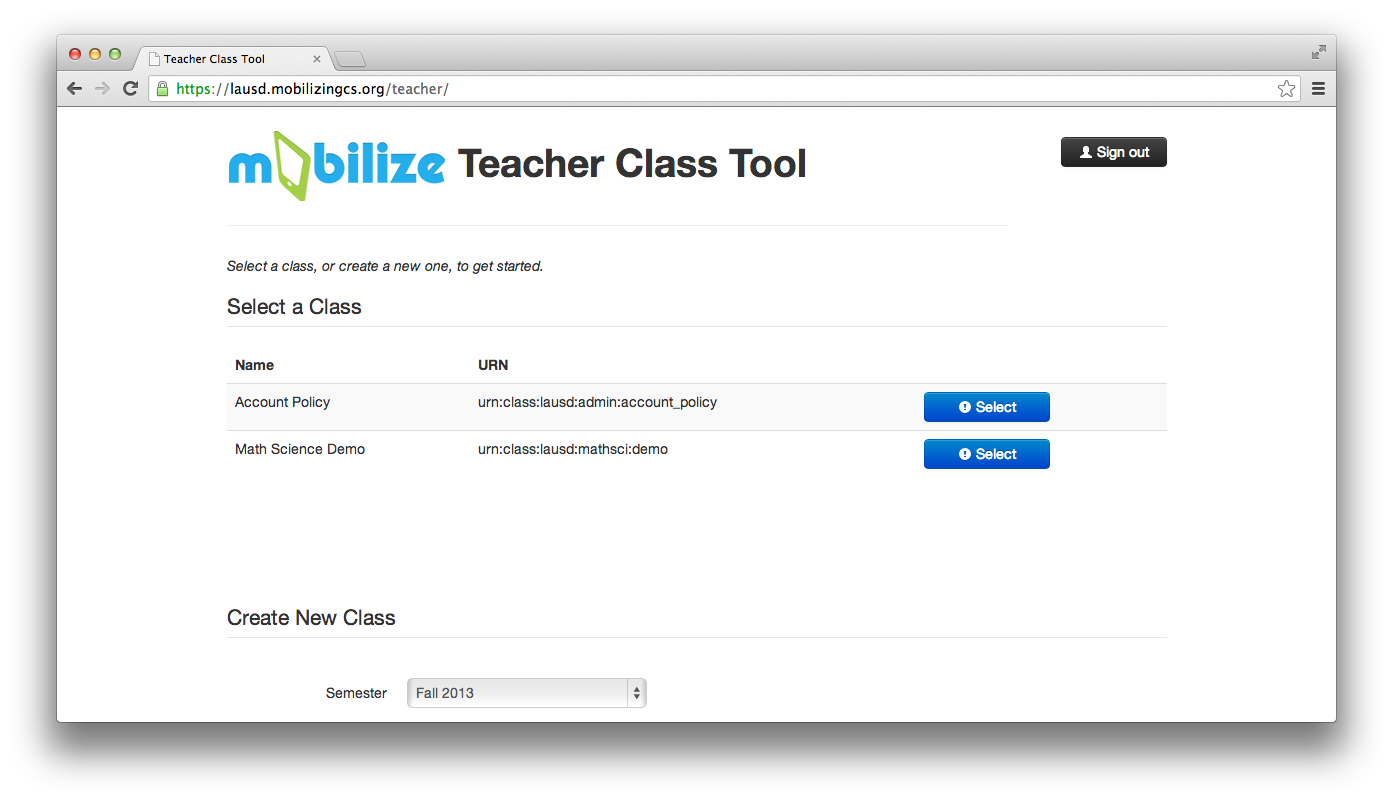 Teacher Class Tool
https://lausd.mobilizingcs.org/teacher/
mobilize Teacher Class Tool
Sign out
Select a class, or create a new one, to get started.
Select a Class
Name URN
Account Policy urn:class:lausd:admin:account_policy Select
Math Science Demo urn:class:lausd:mathsci:demo Select
Create New Class
Semester Fall 2013